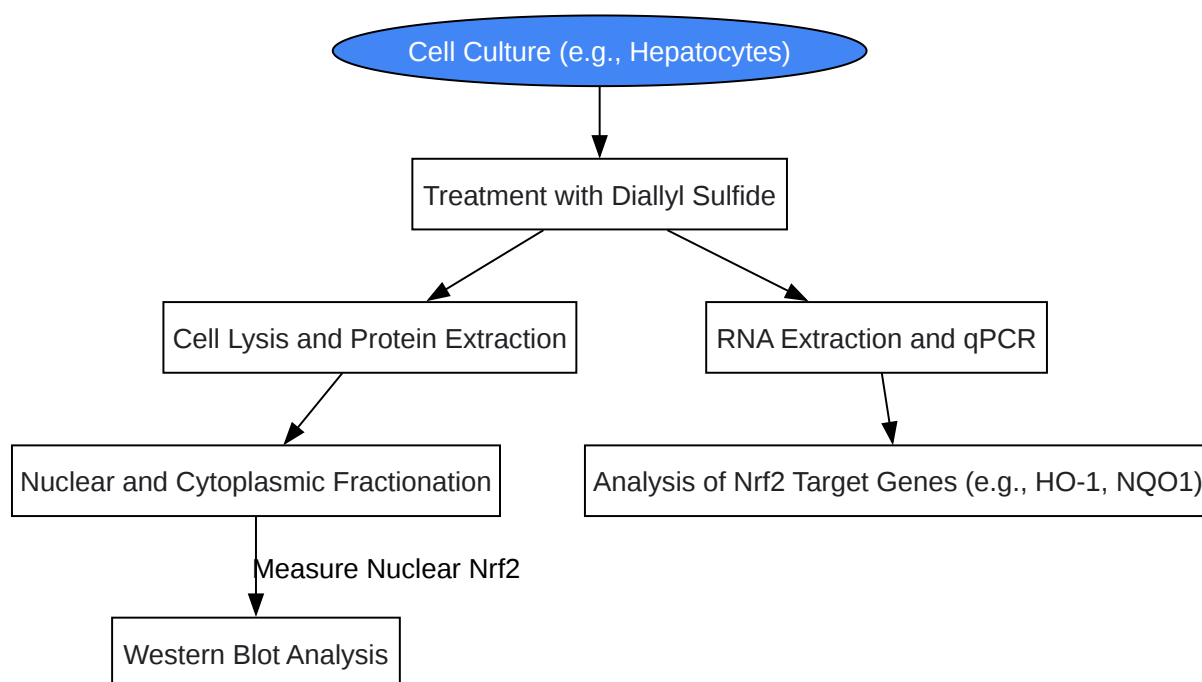 Cell Culture (e.g., Hepatocytes)
Treatment with Diallyl Sulfide
Cell Lysis and Protein Extraction
RNA Extraction and qPCR
Nuclear and Cytoplasmic Fractionation
Analysis of Nrf2 Target Genes (e.g., HO-1, NQO1)
Measure Nuclear Nrf2
Western Blot Analysis